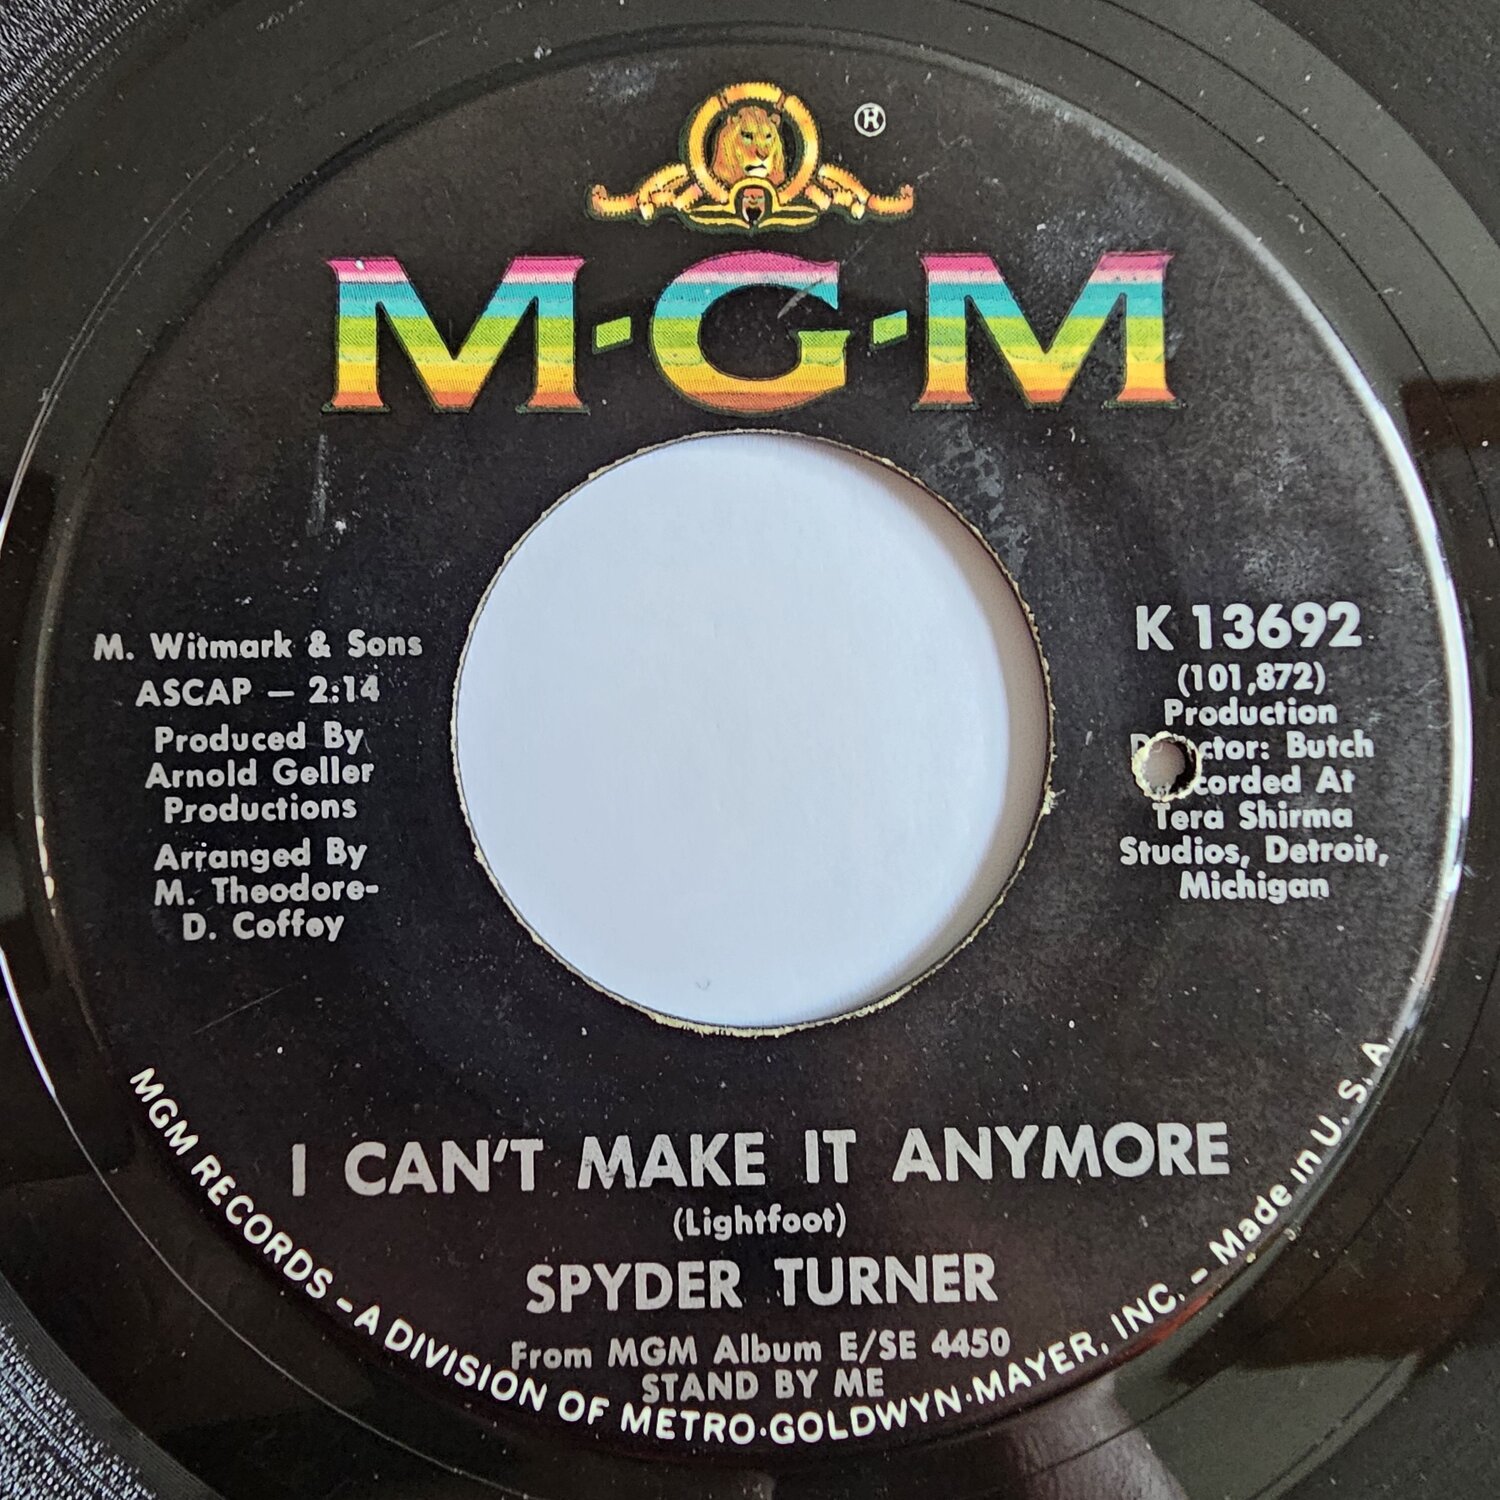 ®
M·G·M
M. Witmark & Sons
ASCAP — 2:14
Produced By
Arnold Geller
Productions
Arranged By
M. Theodore-
D. Coffey
K 13692
(101,872)
Production
ctor: Butch
corded At
Tera Shirma
Studios, Detroit,
Michigan
I CAN'T MAKE IT ANYMORE
(Lightfoot)
SPYDER TURNER
From MGM Album E/SE 4450
STAND BY ME
MGM RECORDS – A DIVISION OF METRO·GOLDWYN·MAYER, INC. – Made in U. S. A.